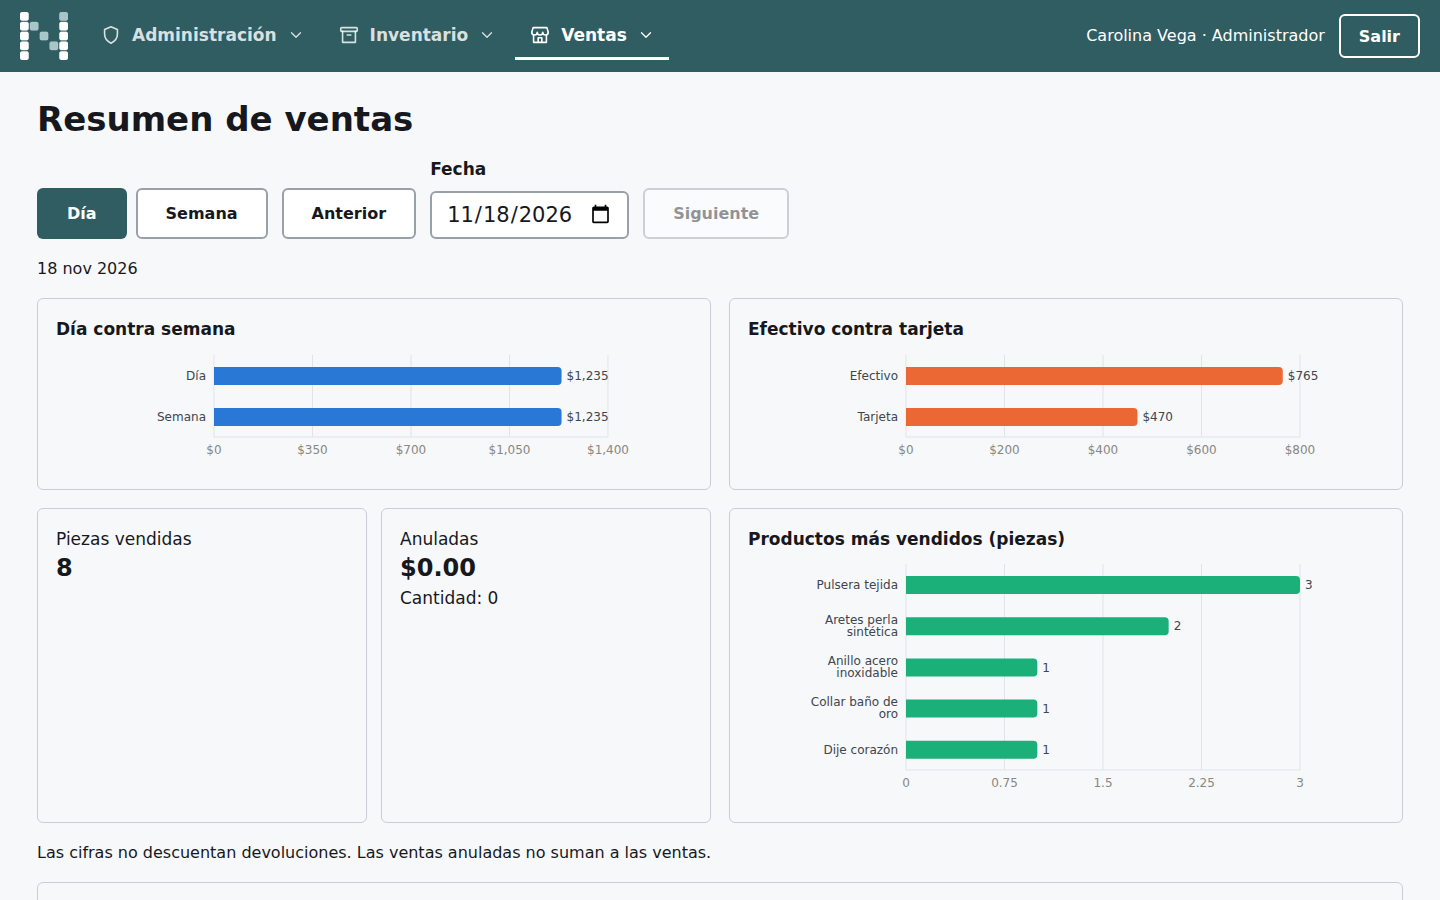 Administración
Inventario
Ventas
Carolina Vega · Administrador
Salir
Resumen de ventas
Fecha
Día
Semana
Anterior
11/18/2026
Siguiente
18 nov 2026
Día contra semana
Día
$1,235
Semana
$1,235
$0
$350
$700
$1,050
$1,400
Efectivo contra tarjeta
Efectivo
$765
Tarjeta
$470
$0
$200
$400
$600
$800
Piezas vendidas
8
Anuladas
$0.00
Cantidad: 0
Productos más vendidos (piezas)
Pulsera tejida
3
Aretes perla
sintética
2
Anillo acero
inoxidable
1
Collar baño de
oro
1
Dije corazón
1
0
0.75
1.5
2.25
3
Las cifras no descuentan devoluciones. Las ventas anuladas no suman a las ventas.